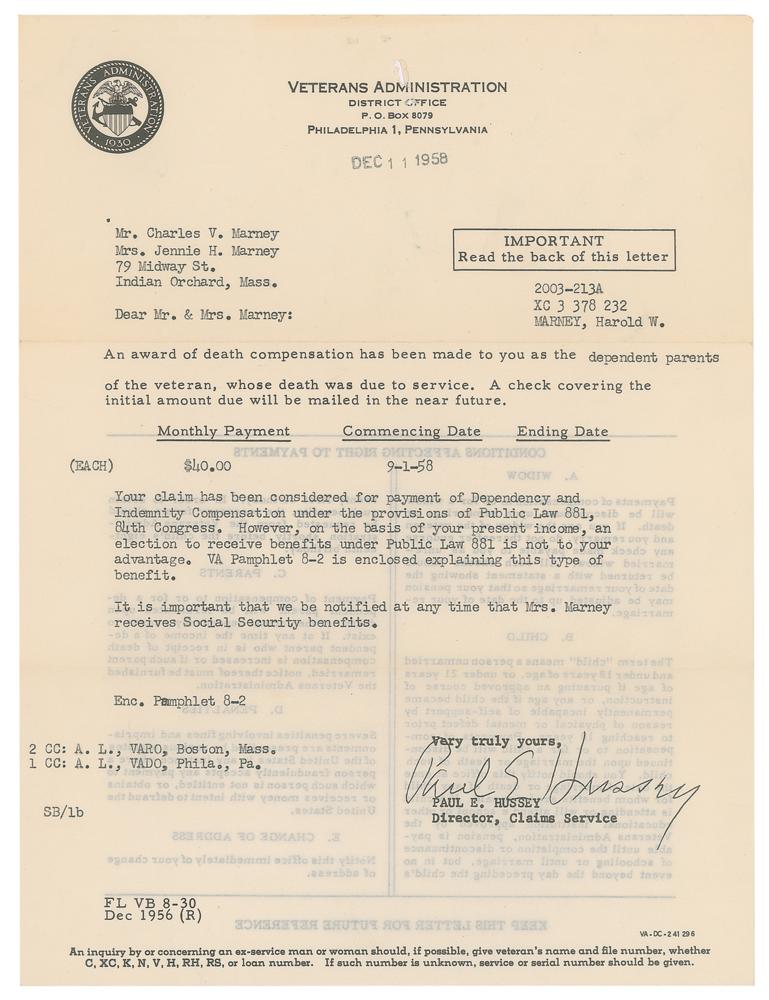 VETERANS ADMINISTRATION
1930
VETERANS ADMINISTRATION
DISTRICT OFFICE
P. O. BOX 8079
PHILADELPHIA 1, PENNSYLVANIA
DEC 11 1958
Mr. Charles V. Marney
Mrs. Jennie H. Marney
79 Midway St.
Indian Orchard, Mass.
IMPORTANT
Read the back of this letter
2003-213A
XC 3 378 232
MARNEY, Harold W.
Dear Mr. & Mrs. Marney:
An award of death compensation has been made to you as the dependent parents
of the veteran, whose death was due to service. A check covering the
initial amount due will be mailed in the near future.
Monthly Payment Commencing Date Ending Date
(EACH) $40.00 9-1-58
Your claim has been considered for payment of Dependency and
Indemnity Compensation under the provisions of Public Law 881,
84th Congress. However, on the basis of your present income, an
election to receive benefits under Public Law 881 is not to your
advantage. VA Pamphlet 8-2 is enclosed explaining this type of
benefit.
It is important that we be notified at any time that Mrs. Marney
receives Social Security benefits.
Enc. Pamphlet 8-2
2 CC: A. L., VARO, Boston, Mass.
1 CC: A. L., VADO, Phila., Pa.
SB/lb
Very truly yours,
Paul E. Hussey
PAUL E. HUSSEY
Director, Claims Service
FL VB 8-30
Dec 1956 (R)
VA-DC-241296
An inquiry by or concerning an ex-service man or woman should, if possible, give veteran's name and file number, whether
C, XC, K, N, V, H, RH, RS, or loan number. If such number is unknown, service or serial number should be given.